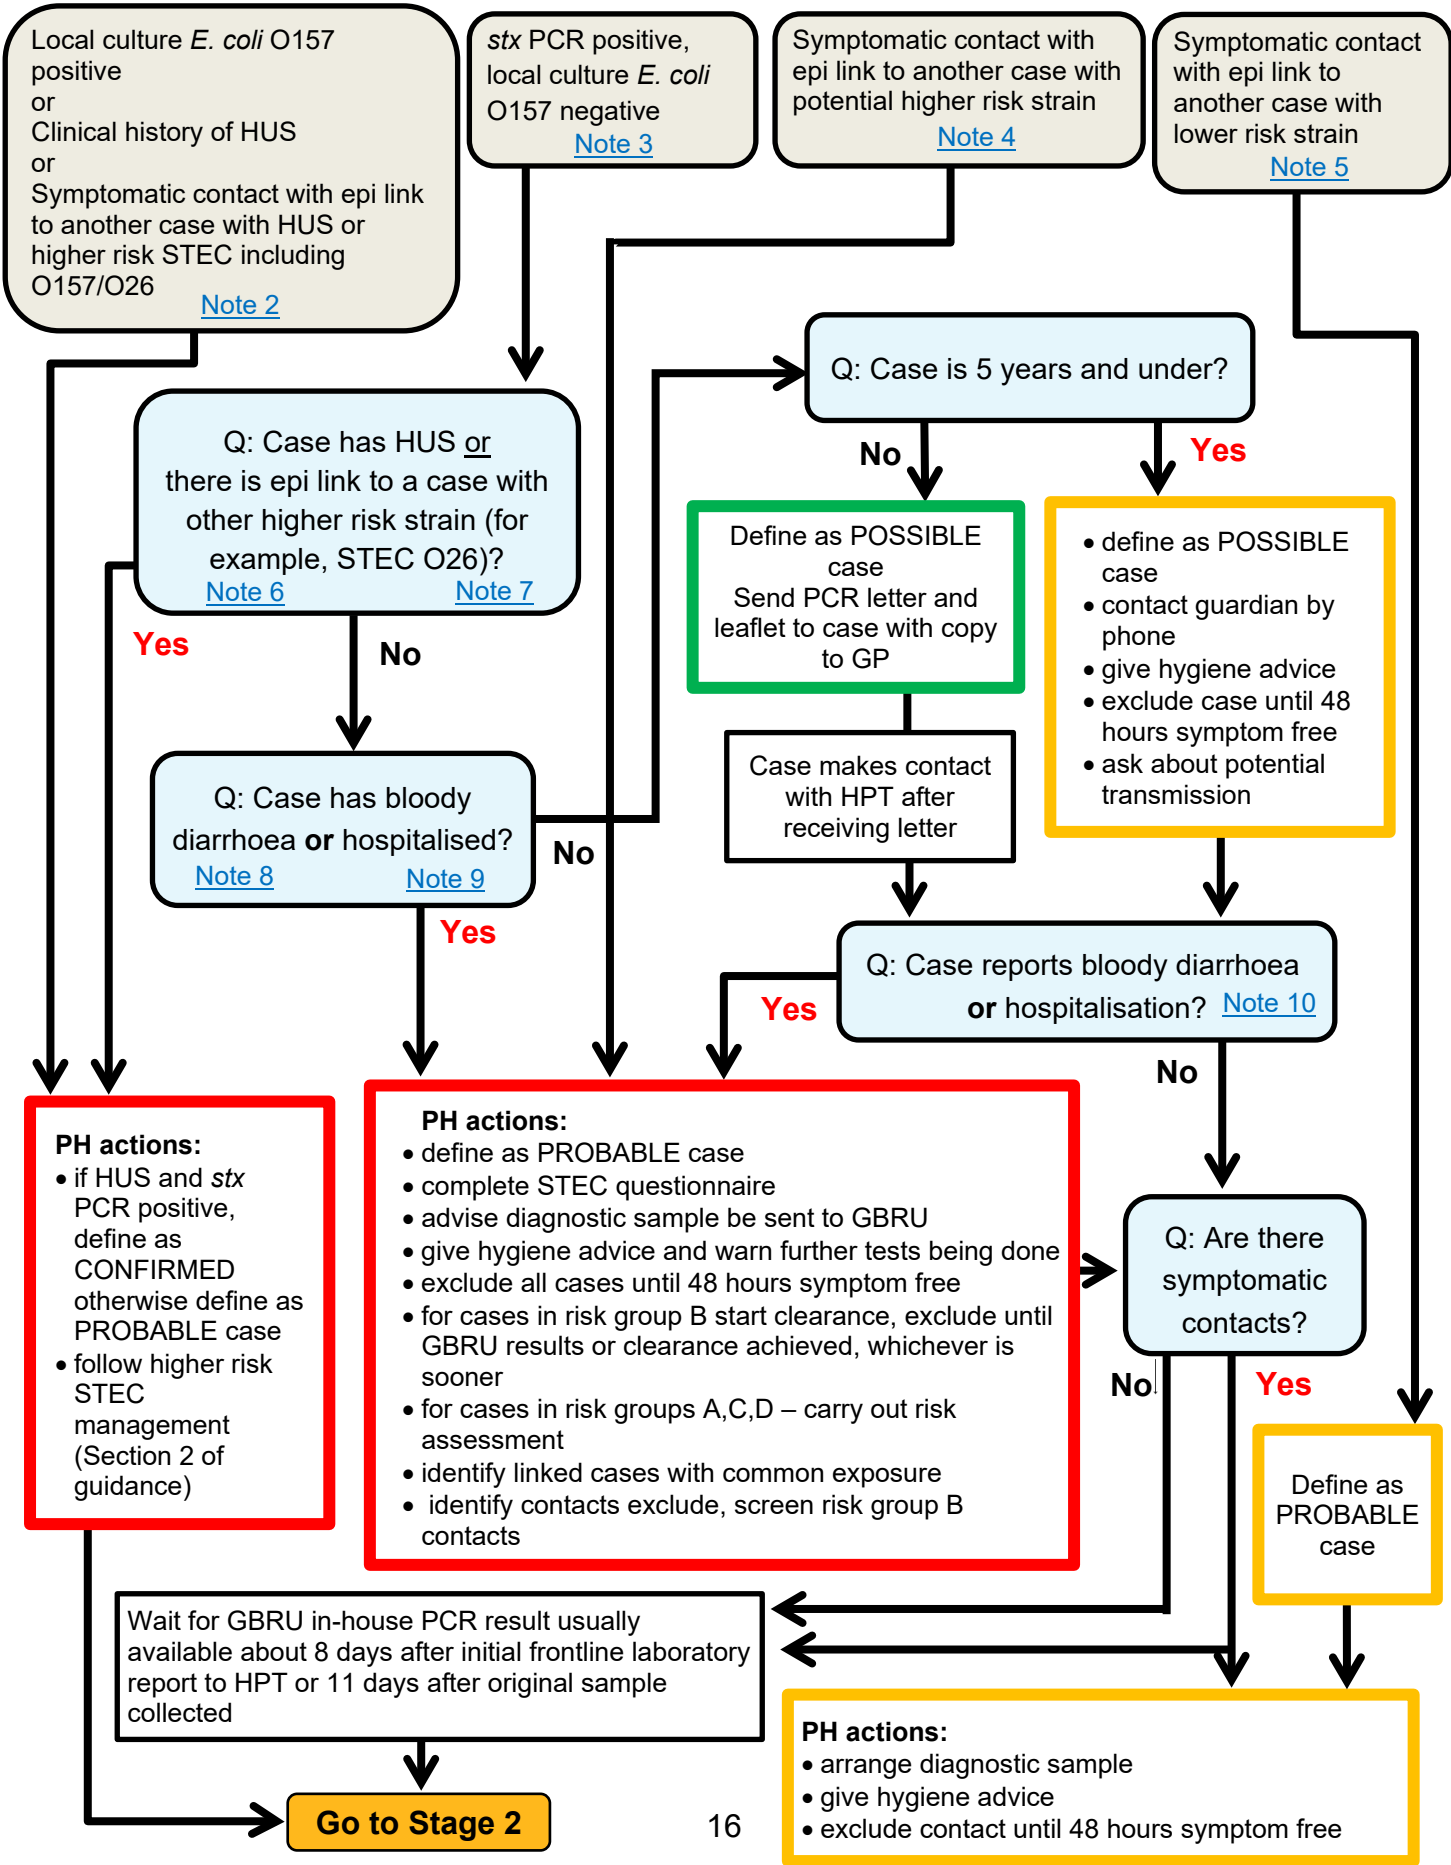 Local culture E. coli O157
positive
or
Clinical history of HUS
or
Symptomatic contact with epi link
to another case with HUS or
higher risk STEC including
O157/O26
Note 2
stx PCR positive,
local culture E. coli
O157 negative
Note 3
Symptomatic contact with
epi link to another case with
potential higher risk strain
Note 4
Symptomatic contact
with epi link to
another case with
lower risk strain
Note 5
Q: Case is 5 years and under?
No
Yes
Q: Case has HUS or
there is epi link to a case with
other higher risk strain (for
example, STEC O26)?
Note 6 Note 7
Yes
No
Define as POSSIBLE
case
Send PCR letter and
leaflet to case with copy
to GP
• define as POSSIBLE
case
• contact guardian by
phone
• give hygiene advice
• exclude case until 48
hours symptom free
• ask about potential
transmission
Case makes contact
with HPT after
receiving letter
Q: Case has bloody
diarrhoea or hospitalised?
Note 8 Note 9
No
Yes
Q: Case reports bloody diarrhoea
or hospitalisation? Note 10
Yes
No
PH actions:
• if HUS and stx
PCR positive,
define as
CONFIRMED
otherwise define as
PROBABLE case
• follow higher risk
STEC
management
(Section 2 of
guidance)
PH actions:
• define as PROBABLE case
• complete STEC questionnaire
• advise diagnostic sample be sent to GBRU
• give hygiene advice and warn further tests being done
• exclude all cases until 48 hours symptom free
• for cases in risk group B start clearance, exclude until
GBRU results or clearance achieved, whichever is
sooner
• for cases in risk groups A,C,D – carry out risk
assessment
• identify linked cases with common exposure
• identify contacts exclude, screen risk group B
contacts
Q: Are there
symptomatic
contacts?
No
Yes
Define as
PROBABLE
case
Wait for GBRU in-house PCR result usually
available about 8 days after initial frontline laboratory
report to HPT or 11 days after original sample
collected
PH actions:
• arrange diagnostic sample
• give hygiene advice
• exclude contact until 48 hours symptom free
Go to Stage 2
16